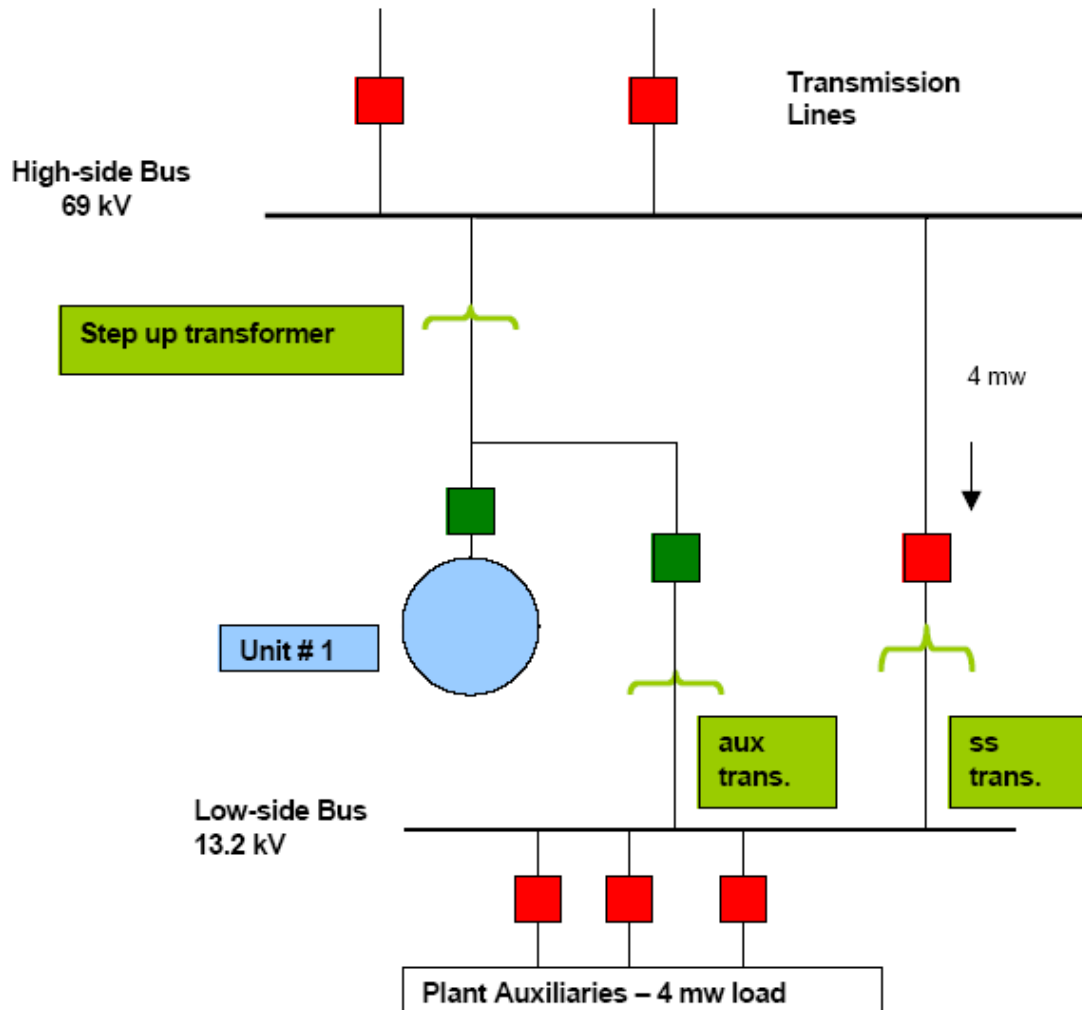 Transmission
Lines
High-side Bus
69 kV
Step up transformer
4 mw
Unit # 1
aux
trans.
ss
trans.
Low-side Bus
13.2 kV
Plant Auxiliaries – 4 mw load